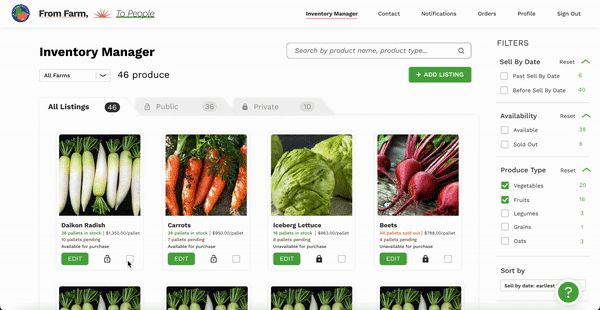 From Farm, To People
Inventory Manager
Contact
Notifications
Orders
Profile
Sign Out
Inventory Manager
Search by product name, product type...
All Farms
46 produce
+ ADD LISTING
All Listings 46
Public 36
Private 10
Daikon Radish
28 pallets in stock | $1,350.00/pallet
10 pallets pending
Available for purchase
EDIT
Carrots
28 pallets in stock | $950.00/pallet
7 pallets pending
Available for purchase
EDIT
Iceberg Lettuce
16 pallets in stock | $863.00/pallet
6 pallets pending
Unavailable for purchase
EDIT
Beets
All pallets sold out | $788.00/pallet
4 pallets pending
Unavailable for purchase
EDIT
FILTERS
Sell By Date Reset
Past Sell By Date 6
Before Sell By Date 40
Availability Reset
Available 38
Sold Out 8
Produce Type Reset
Vegetables 20
Fruits 16
Legumes 3
Grains 1
Oats 3
Sort by
Sell by date: earliest
?